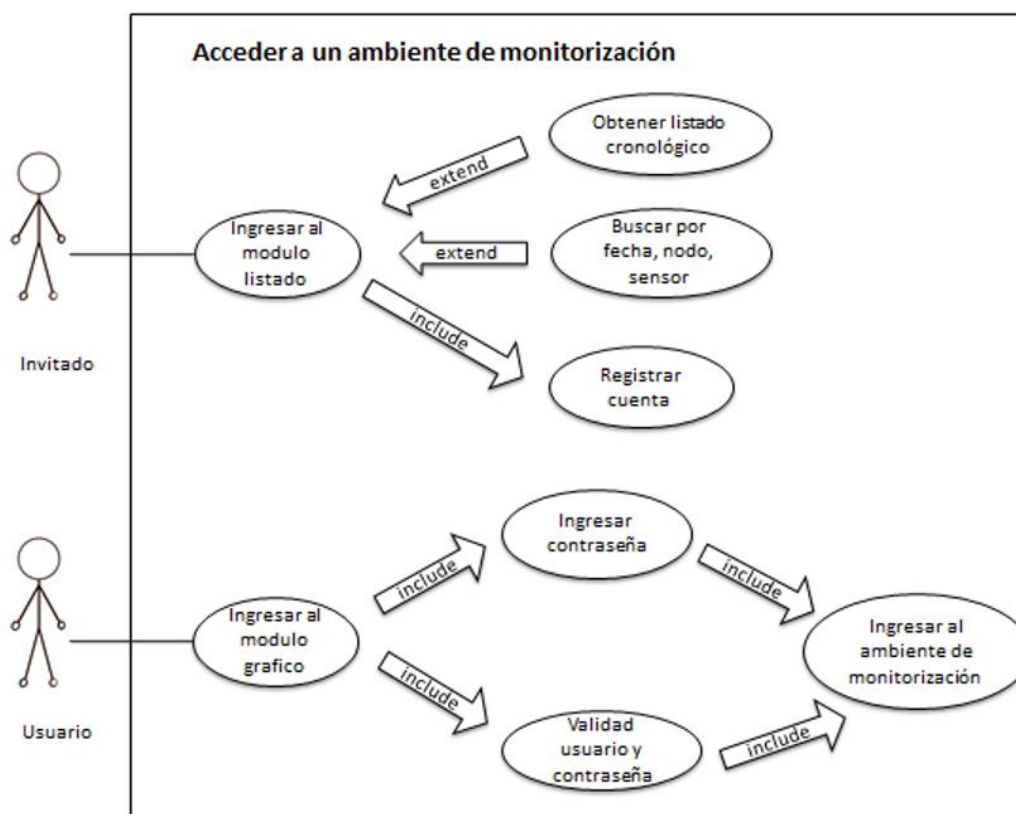 Acceder a un ambiente de monitorización
Obtener listado
cronológico
extend
Ingresar al
modulo
listado
extend
Buscar por
fecha, nodo,
sensor
include
Invitado
Registrar
cuenta
Ingresar
contraseña
include
include
Ingresar al
modulo
grafico
Ingresar al
ambiente de
monitorización
include
Usuario
Validad
usuario y
contraseña
include